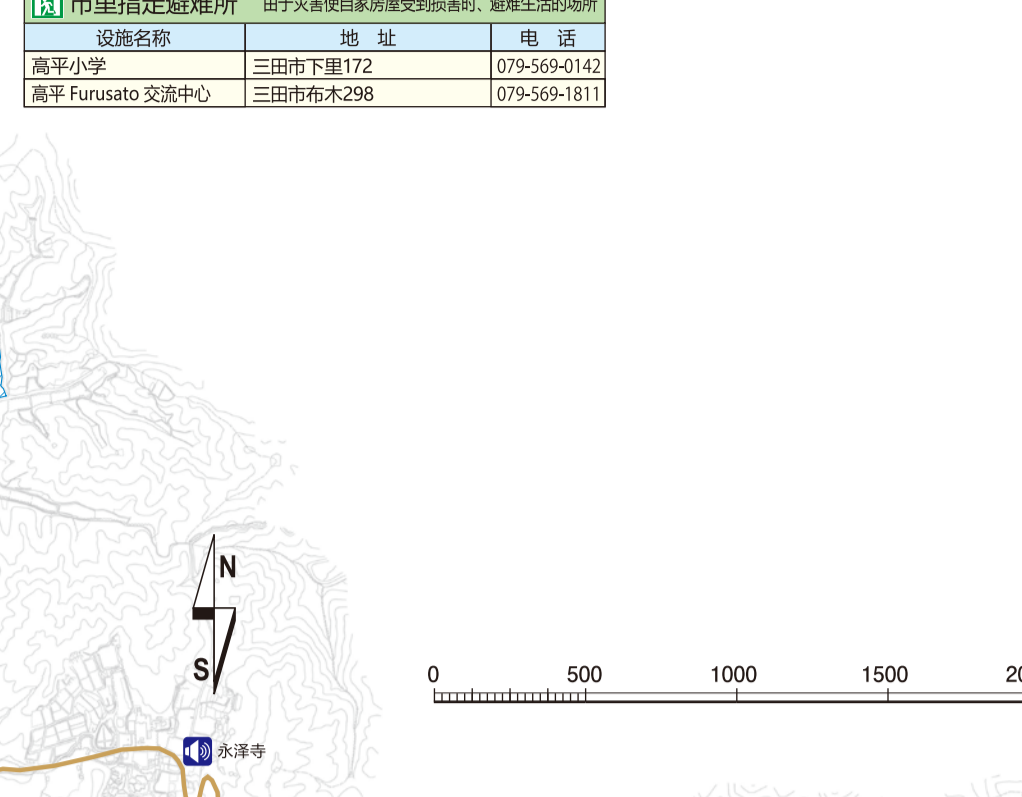 市里指定避难所 由于灾害使自家房屋受到损害时、避难生活的场所
设施名称 地 址 电 话
高平小学 三田市下里172 079-569-0142
高平 Furusato 交流中心 三田市布木298 079-569-1811
N
S
0 500 1000 1500
永泽寺